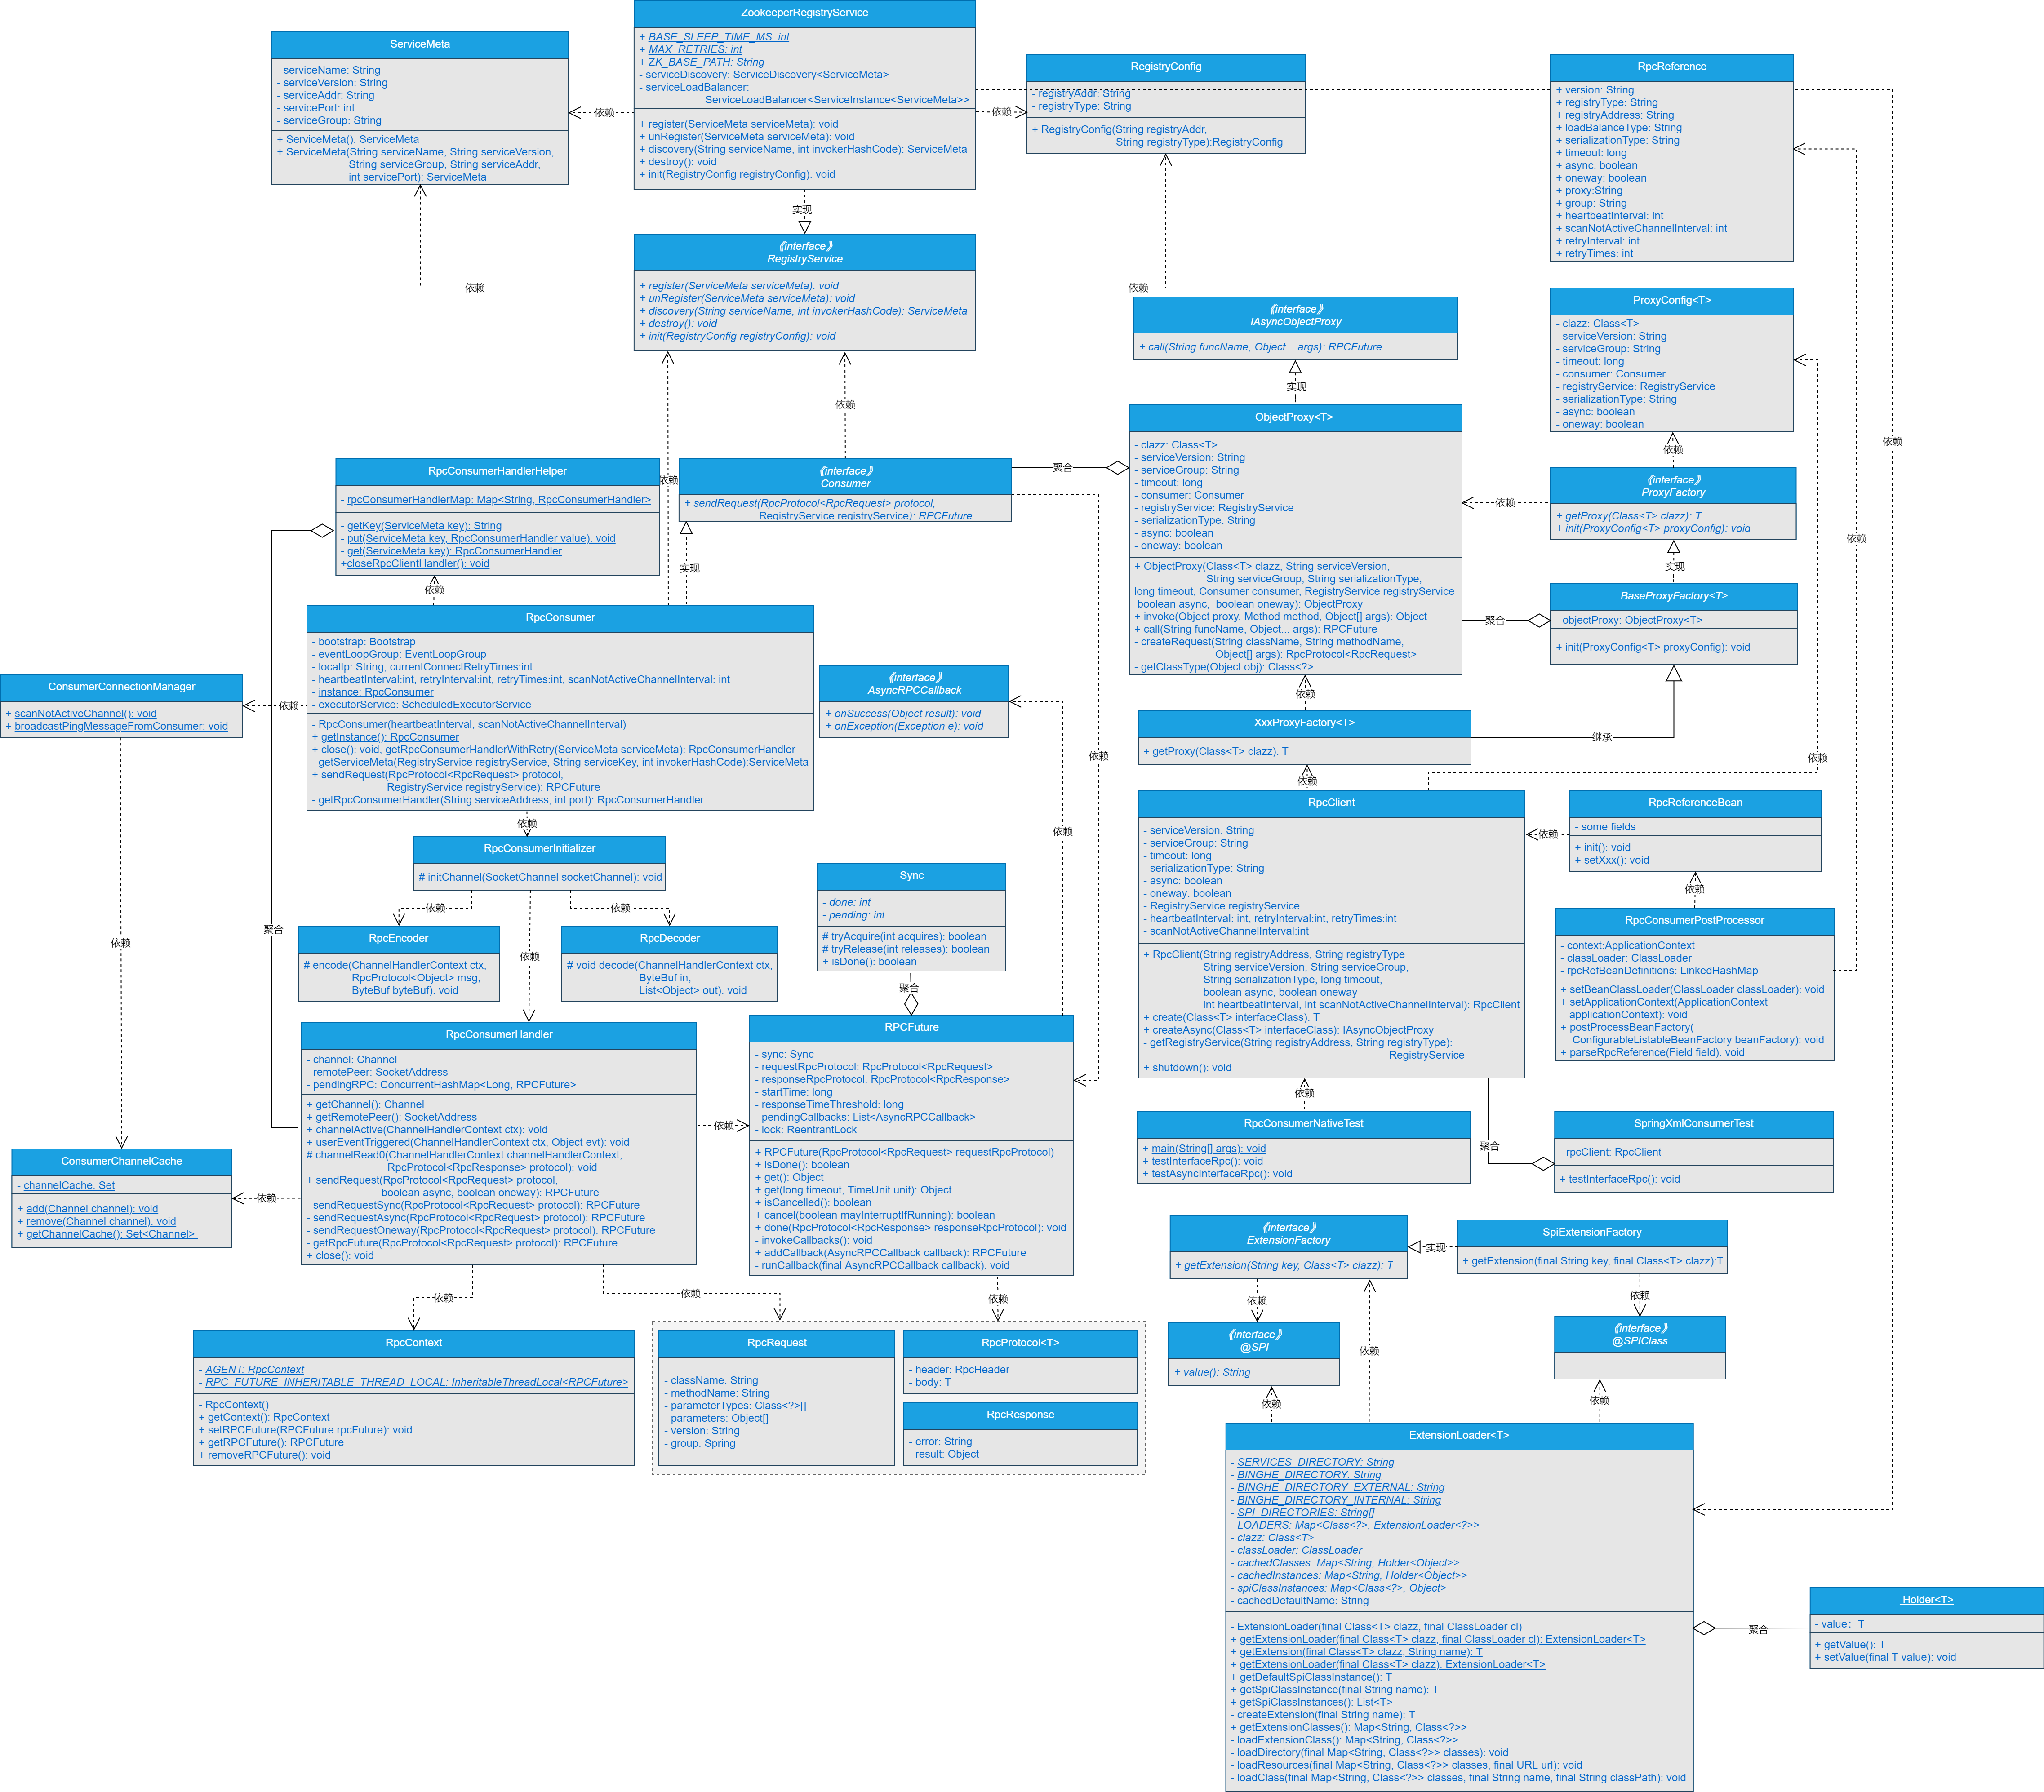 ZookeeperRegistryService
+ BASE_SLEEP_TIME_MS: int
+ MAX_RETRIES: int
+ ZK_BASE_PATH: String
- serviceDiscovery: ServiceDiscovery<ServiceMeta>
- serviceLoadBalancer:
ServiceLoadBalancer<ServiceInstance<ServiceMeta>>
+ register(ServiceMeta serviceMeta): void
+ unRegister(ServiceMeta serviceMeta): void
+ discovery(String serviceName, int invokerHashCode): ServiceMeta
+ destroy(): void
+ init(RegistryConfig registryConfig): void
ServiceMeta
- serviceName: String
- serviceVersion: String
- serviceAddr: String
- servicePort: int
- serviceGroup: String
+ ServiceMeta(): ServiceMeta
+ ServiceMeta(String serviceName, String serviceVersion,
String serviceGroup, String serviceAddr,
int servicePort): ServiceMeta
依赖
依赖
RegistryConfig
- registryAddr: String
- registryType: String
+ RegistryConfig(String registryAddr,
String registryType):RegistryConfig
RpcReference
+ version: String
+ registryType: String
+ registryAddress: String
+ loadBalanceType: String
+ serializationType: String
+ timeout: long
+ async: boolean
+ oneway: boolean
+ proxy:String
+ group: String
+ heartbeatInterval: int
+ scanNotActiveChannelInterval: int
+ retryInterval: int
+ retryTimes: int
实现
《interface》
RegistryService
+ register(ServiceMeta serviceMeta): void
+ unRegister(ServiceMeta serviceMeta): void
+ discovery(String serviceName, int invokerHashCode): ServiceMeta
+ destroy(): void
+ init(RegistryConfig registryConfig): void
依赖
依赖
《interface》
IAsyncObjectProxy
+ call(String funcName, Object... args): RPCFuture
实现
ProxyConfig<T>
- clazz: Class<T>
- serviceVersion: String
- serviceGroup: String
- timeout: long
- consumer: Consumer
- registryService: RegistryService
- serializationType: String
- async: boolean
- oneway: boolean
依赖
依赖
依赖
依赖
ObjectProxy<T>
- clazz: Class<T>
- serviceVersion: String
- serviceGroup: String
- timeout: long
- consumer: Consumer
- registryService: RegistryService
- serializationType: String
- async: boolean
- oneway: boolean
+ ObjectProxy(Class<T> clazz, String serviceVersion,
String serviceGroup, String serializationType,
long timeout, Consumer consumer, RegistryService registryService
boolean async,  boolean oneway): ObjectProxy
+ invoke(Object proxy, Method method, Object[] args): Object
+ call(String funcName, Object... args): RPCFuture
- createRequest(String className, String methodName,
Object[] args): RpcProtocol<RpcRequest>
- getClassType(Object obj): Class<?>
《interface》
ProxyFactory
+ getProxy(Class<T> clazz): T
+ init(ProxyConfig<T> proxyConfig): void
依赖
实现
BaseProxyFactory<T>
- objectProxy: ObjectProxy<T>
+ init(ProxyConfig<T> proxyConfig): void
聚合
聚合
RpcConsumerHandlerHelper
- rpcConsumerHandlerMap: Map<String, RpcConsumerHandler>
- getKey(ServiceMeta key): String
- put(ServiceMeta key, RpcConsumerHandler value): void
- get(ServiceMeta key): RpcConsumerHandler
+closeRpcClientHandler(): void
依赖
《interface》
Consumer
+ sendRequest(RpcProtocol<RpcRequest> protocol,
RegistryService registryService): RPCFuture
实现
依赖
RpcConsumer
- bootstrap: Bootstrap
- eventLoopGroup: EventLoopGroup
- localIp: String, currentConnectRetryTimes:int
- heartbeatInterval:int, retryInterval:int, retryTimes:int, scanNotActiveChannelInterval: int
- instance: RpcConsumer
- executorService: ScheduledExecutorService
- RpcConsumer(heartbeatInterval, scanNotActiveChannelInterval)
+ getInstance(): RpcConsumer
+ close(): void, getRpcConsumerHandlerWithRetry(ServiceMeta serviceMeta): RpcConsumerHandler
- getServiceMeta(RegistryService registryService, String serviceKey, int invokerHashCode):ServiceMeta
+ sendRequest(RpcProtocol<RpcRequest> protocol,
RegistryService registryService): RPCFuture
- getRpcConsumerHandler(String serviceAddress, int port): RpcConsumerHandler
ConsumerConnectionManager
+ scanNotActiveChannel(): void
+ broadcastPingMessageFromConsumer: void
依赖
《interface》
AsyncRPCCallback
+ onSuccess(Object result): void
+ onException(Exception e): void
依赖
XxxProxyFactory<T>
+ getProxy(Class<T> clazz): T
继承
依赖
依赖
依赖
依赖
依赖
RpcClient
- serviceVersion: String
- serviceGroup: String
- timeout: long
- serializationType: String
- async: boolean
- oneway: boolean
- RegistryService registryService
- heartbeatInterval: int, retryInterval:int, retryTimes:int
- scanNotActiveChannelInterval:int
+ RpcClient(String registryAddress, String registryType
String serviceVersion, String serviceGroup,
String serializationType, long timeout,
boolean async, boolean oneway
int heartbeatInterval, int scanNotActiveChannelInterval): RpcClient
+ create(Class<T> interfaceClass): T
+ createAsync(Class<T> interfaceClass): IAsyncObjectProxy
- getRegistryService(String registryAddress, String registryType):
RegistryService
+ shutdown(): void
依赖
RpcReferenceBean
- some fields
+ init(): void
+ setXxx(): void
依赖
RpcConsumerPostProcessor
- context:ApplicationContext
- classLoader: ClassLoader
- rpcRefBeanDefinitions: LinkedHashMap
+ setBeanClassLoader(ClassLoader classLoader): void
+ setApplicationContext(ApplicationContext
applicationContext): void
+ postProcessBeanFactory(
ConfigurableListableBeanFactory beanFactory): void
+ parseRpcReference(Field field): void
依赖
RpcConsumerInitializer
# initChannel(SocketChannel socketChannel): void
依赖
依赖
依赖
聚合
依赖
RpcEncoder
# encode(ChannelHandlerContext ctx,
RpcProtocol<Object> msg,
ByteBuf byteBuf): void
RpcDecoder
# void decode(ChannelHandlerContext ctx,
ByteBuf in,
List<Object> out): void
Sync
- done: int
- pending: int
# tryAcquire(int acquires): boolean
# tryRelease(int releases): boolean
+ isDone(): boolean
聚合
RpcConsumerHandler
- channel: Channel
- remotePeer: SocketAddress
- pendingRPC: ConcurrentHashMap<Long, RPCFuture>
+ getChannel(): Channel
+ getRemotePeer(): SocketAddress
+ channelActive(ChannelHandlerContext ctx): void
+ userEventTriggered(ChannelHandlerContext ctx, Object evt): void
# channelRead0(ChannelHandlerContext channelHandlerContext,
RpcProtocol<RpcResponse> protocol): void
+ sendRequest(RpcProtocol<RpcRequest> protocol,
boolean async, boolean oneway): RPCFuture
- sendRequestSync(RpcProtocol<RpcRequest> protocol): RPCFuture
- sendRequestAsync(RpcProtocol<RpcRequest> protocol): RPCFuture
- sendRequestOneway(RpcProtocol<RpcRequest> protocol): RPCFuture
- getRpcFuture(RpcProtocol<RpcRequest> protocol): RPCFuture
+ close(): void
依赖
RPCFuture
- sync: Sync
- requestRpcProtocol: RpcProtocol<RpcRequest>
- responseRpcProtocol: RpcProtocol<RpcResponse>
- startTime: long
- responseTimeThreshold: long
- pendingCallbacks: List<AsyncRPCCallback>
- lock: ReentrantLock
+ RPCFuture(RpcProtocol<RpcRequest> requestRpcProtocol)
+ isDone(): boolean
+ get(): Object
+ get(long timeout, TimeUnit unit): Object
+ isCancelled(): boolean
+ cancel(boolean mayInterruptIfRunning): boolean
+ done(RpcProtocol<RpcResponse> responseRpcProtocol): void
- invokeCallbacks(): void
+ addCallback(AsyncRPCCallback callback): RPCFuture
- runCallback(final AsyncRPCCallback callback): void
ConsumerChannelCache
- channelCache: Set
+ add(Channel channel): void
+ remove(Channel channel): void
+ getChannelCache(): Set<Channel>
依赖
RpcConsumerNativeTest
+ main(String[] args): void
+ testInterfaceRpc(): void
+ testAsyncInterfaceRpc(): void
聚合
SpringXmlConsumerTest
- rpcClient: RpcClient
+ testInterfaceRpc(): void
《interface》
ExtensionFactory
+ getExtension(String key, Class<T> clazz): T
实现
SpiExtensionFactory
+ getExtension(final String key, final Class<T> clazz):T
依赖
依赖
依赖
依赖
依赖
依赖
RpcContext
- AGENT: RpcContext
- RPC_FUTURE_INHERITABLE_THREAD_LOCAL: InheritableThreadLocal<RPCFuture>
- RpcContext()
+ getContext(): RpcContext
+ setRPCFuture(RPCFuture rpcFuture): void
+ getRPCFuture(): RPCFuture
+ removeRPCFuture(): void
RpcRequest
- className: String
- methodName: String
- parameterTypes: Class<?>[]
- parameters: Object[]
- version: String
- group: Spring
RpcProtocol<T>
- header: RpcHeader
- body: T
RpcResponse
- error: String
- result: Object
《interface》
@SPI
+ value(): String
依赖
《interface》
@SPIClass
依赖
ExtensionLoader<T>
- SERVICES_DIRECTORY: String
- BINGHE_DIRECTORY: String
- BINGHE_DIRECTORY_EXTERNAL: String
- BINGHE_DIRECTORY_INTERNAL: String
- SPI_DIRECTORIES: String[]
- LOADERS: Map<Class<?>, ExtensionLoader<?>>
- clazz: Class<T>
- classLoader: ClassLoader
- cachedClasses: Map<String, Holder<Object>>
- cachedInstances: Map<String, Holder<Object>>
- spiClassInstances: Map<Class<?>, Object>
- cachedDefaultName: String
- ExtensionLoader(final Class<T> clazz, final ClassLoader cl)
+ getExtensionLoader(final Class<T> clazz, final ClassLoader cl): ExtensionLoader<T>
+ getExtension(final Class<T> clazz, String name): T
+ getExtensionLoader(final Class<T> clazz): ExtensionLoader<T>
+ getDefaultSpiClassInstance(): T
+ getSpiClassInstance(final String name): T
+ getSpiClassInstances(): List<T>
- createExtension(final String name): T
+ getExtensionClasses(): Map<String, Class<?>>
- loadExtensionClass(): Map<String, Class<?>>
- loadDirectory(final Map<String, Class<?>> classes): void
- loadResources(final Map<String, Class<?>> classes, final URL url): void
- loadClass(final Map<String, Class<?>> classes, final String name, final String classPath): void
聚合
Holder<T>
- value:  T
+ getValue(): T
+ setValue(final T value): void